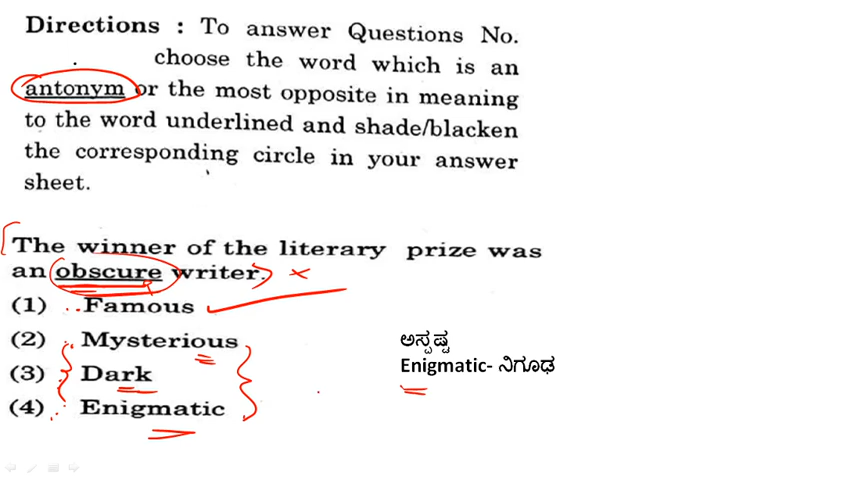 Directions : To answer Questions No.
choose the word which is an
antonym or the most opposite in meaning
to the word underlined and shade/blacken
the corresponding circle in your answer
sheet.
The winner of the literary prize was
an obscure writer.
(1) Famous
(2) Mysterious
(3) Dark
(4) Enigmatic
ಅಸ್ಪಷ್ಟ
Enigmatic- ನಿಗೂಢ